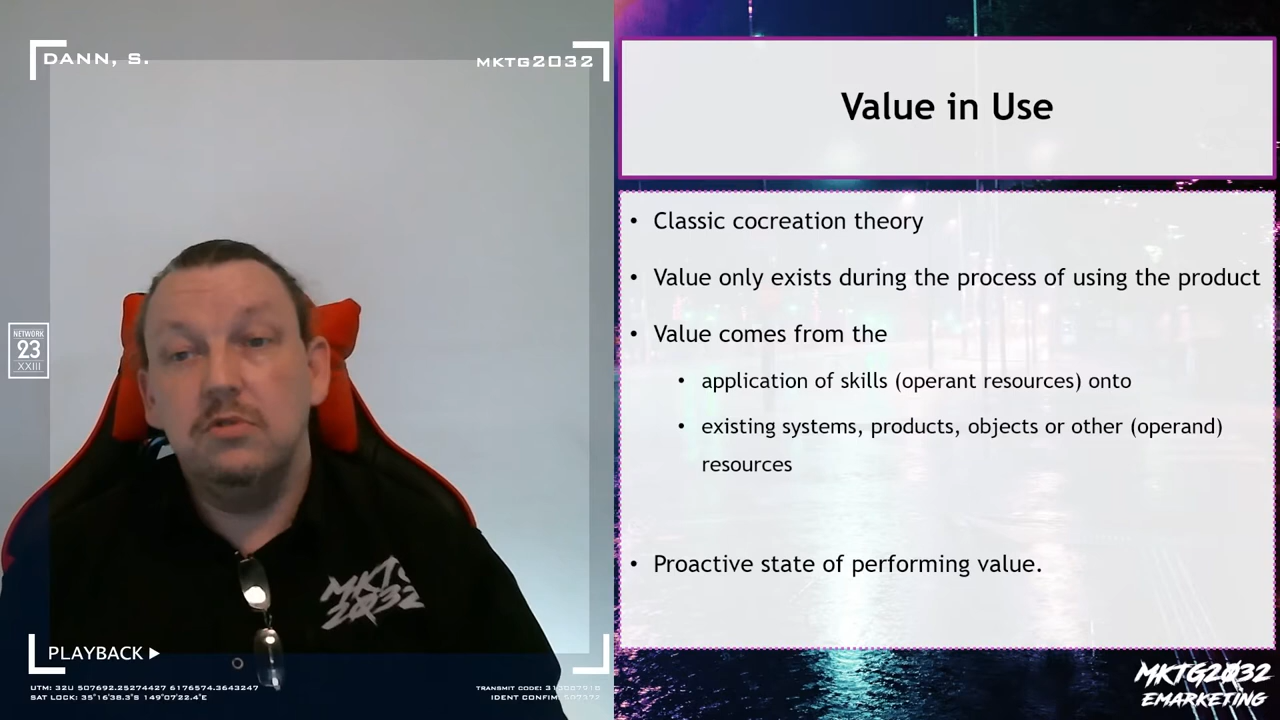 DANN, S.
MKTG2032
NETWORK
23
XXIII
MKTG
2032
PLAYBACK
UTM: 32U 507692.25274427 6176574.3643247
SAT LOCK: 35°16'38.3"S 149°07'22.4"E
TRANSMIT CODE:
IDENT CONFIM:
Value in Use
• Classic cocreation theory
• Value only exists during the process of using the product
• Value comes from the
• application of skills (operant resources) onto
• existing systems, products, objects or other (operand)
resources
• Proactive state of performing value.
MKTG2032
EMARKETING